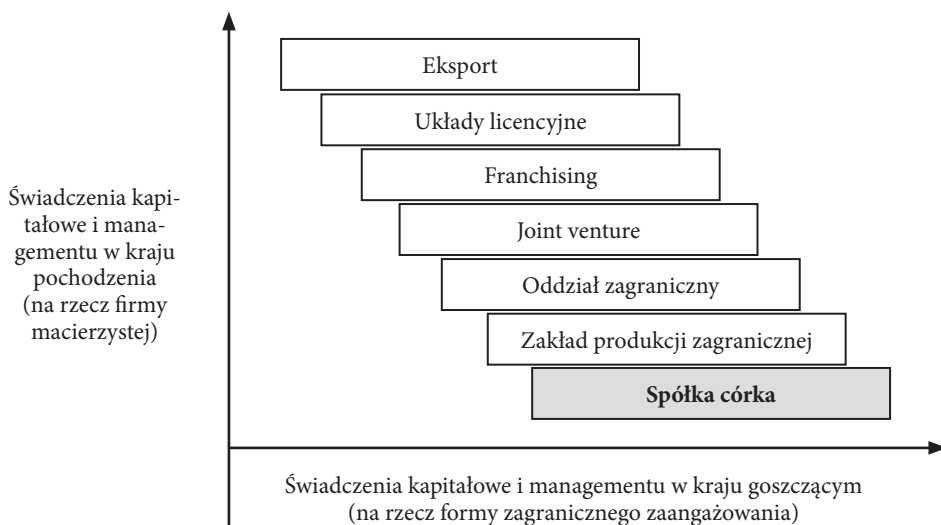 Eksport
Układy licencyjne
Franchising
Joint venture
Oddział zagraniczny
Zakład produkcji zagranicznej
Spółka córka
Świadczenia kapi-
tałowe i mana-
gementu w kraju
pochodzenia
(na rzecz firmy
macierzystej)
Świadczenia kapitałowe i managementu w kraju goszczącym
(na rzecz formy zagranicznego zaangażowania)